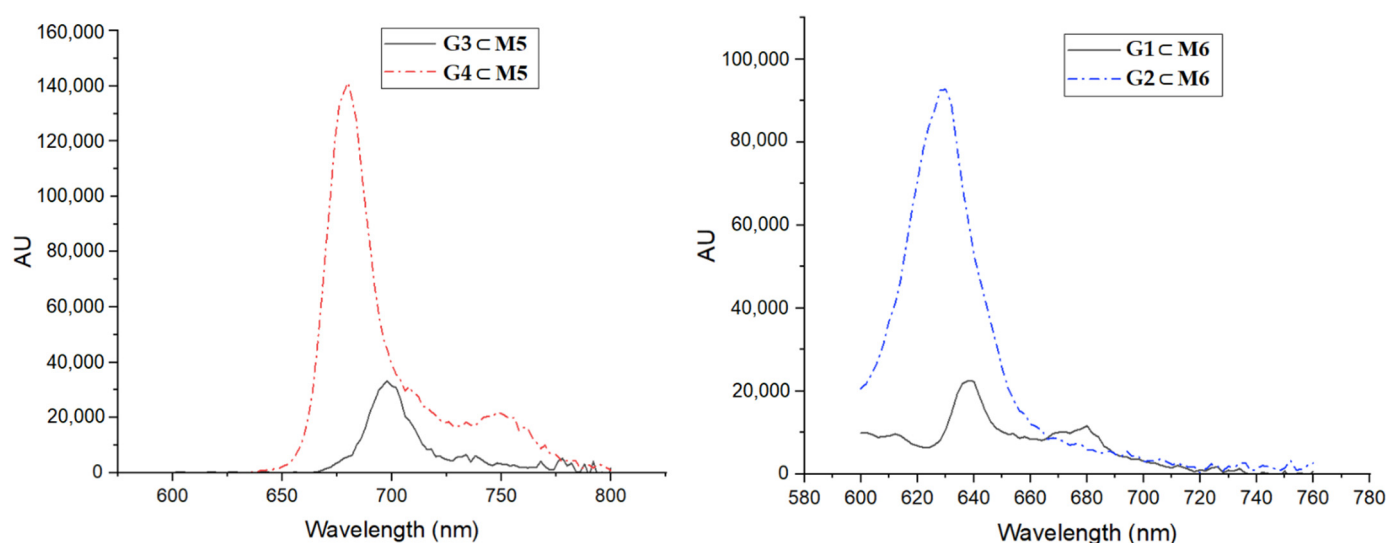 160,000
140,000
120,000
100,000
80,000
60,000
40,000
20,000
0
AU
G3 ⊂ M5
G4 ⊂ M5
600 650 700 750 800
Wavelength (nm)
100,000
80,000
60,000
40,000
20,000
0
AU
G1 ⊂ M6
G2 ⊂ M6
580 600 620 640 660 680 700 720 740 760 780
Wavelength (nm)